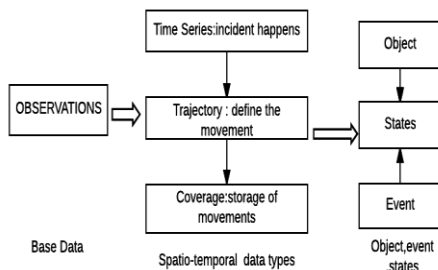 Time Series:incident happens
Object
OBSERVATIONS
Trajectory : define the
movement
States
Coverage:storage of
movements
Event
Base Data
Spatio-temporal data types
Object,event
,states